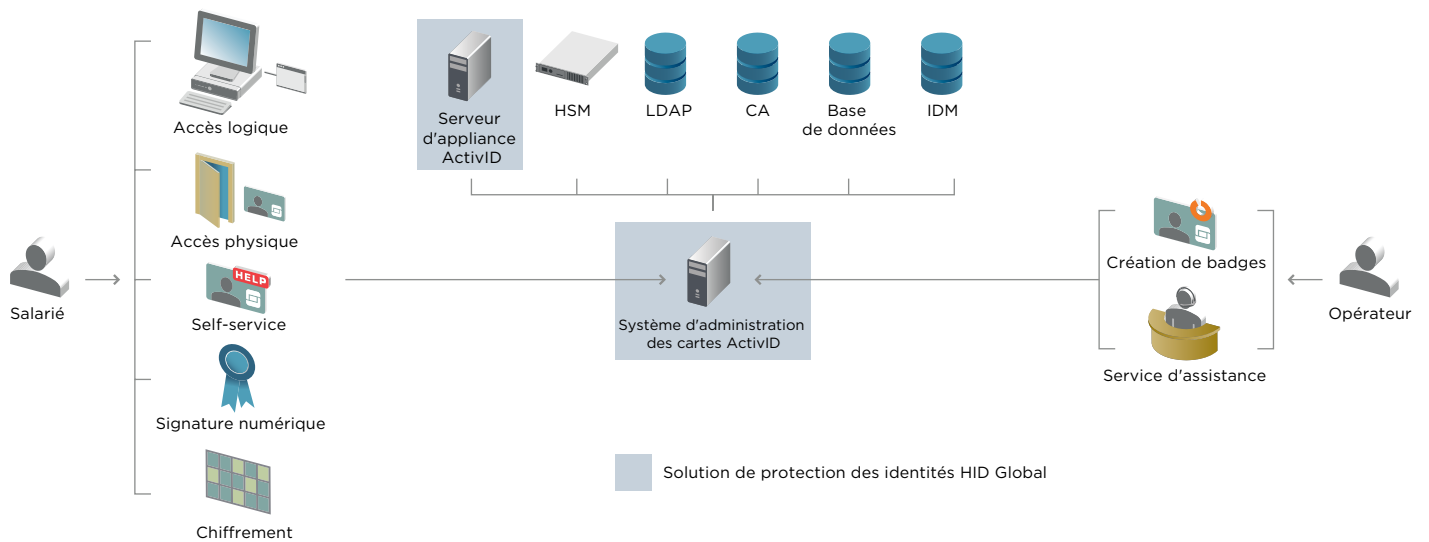 Accès logique
Accès physique
HELP
Self-service
Signature numérique
Chiffrement
Salarié
Serveur
d'appliance
ActivID
HSM
LDAP
CA
Base
de données
IDM
Système d'administration
des cartes ActivID
Création de badges
Service d'assistance
Opérateur
Solution de protection des identités HID Global